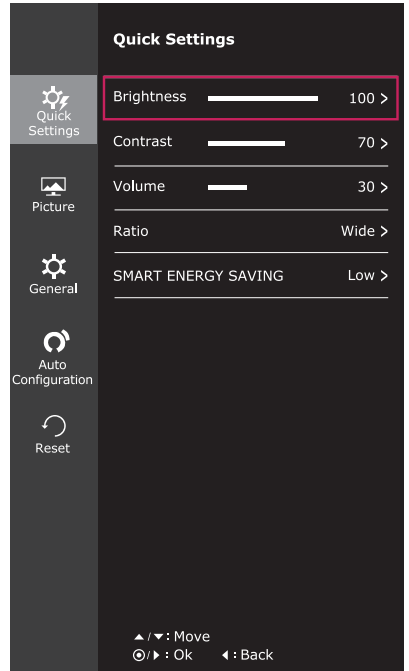 Quick Settings
Quick
Settings
Picture
General
Auto
Configuration
Reset
Brightness 100 >
Contrast 70 >
Volume 30 >
Ratio Wide >
SMART ENERGY SAVING Low >
▲/▼: Move
◉/▶ : Ok ◀ : Back